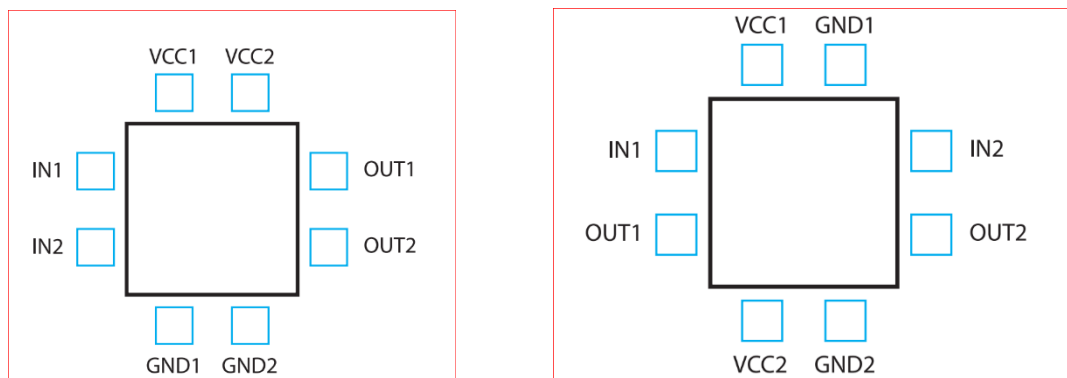 VCC1 VCC2
IN1 OUT1
IN2 OUT2
GND1 GND2
VCC1 GND1
IN1 IN2
OUT1 OUT2
VCC2 GND2